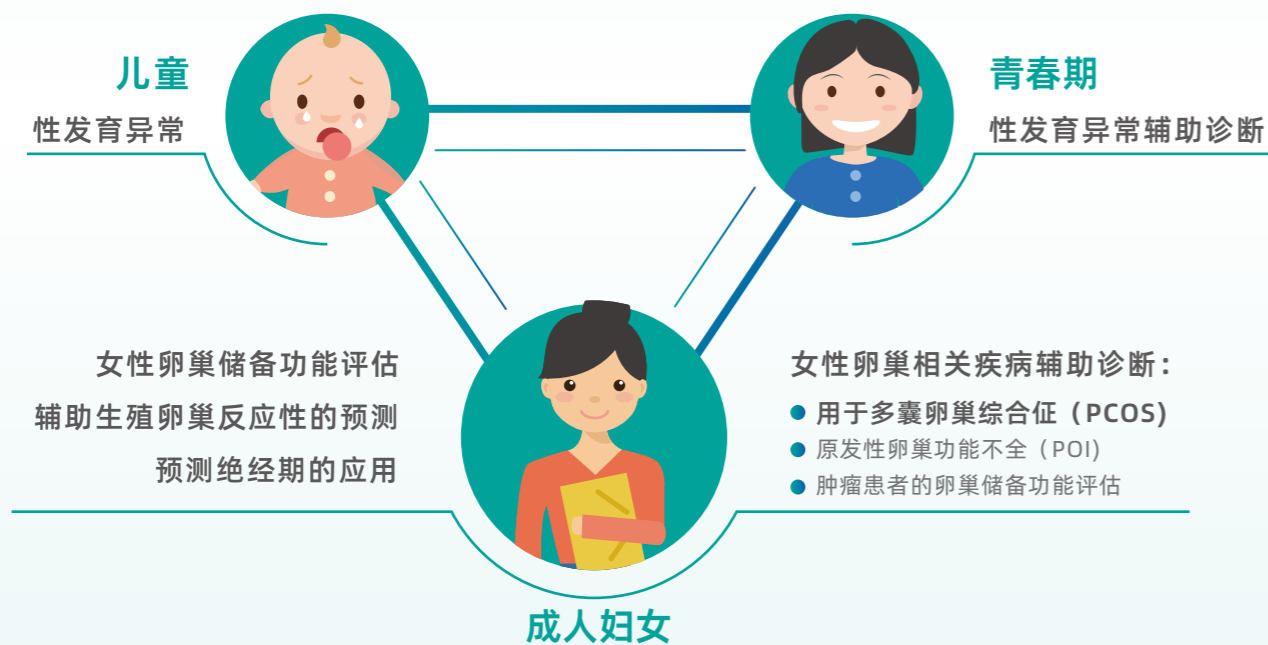 儿童
性发育异常
青春期
性发育异常辅助诊断
女性卵巢储备功能评估
辅助生殖卵巢反应性的预测
预测绝经期的应用
女性卵巢相关疾病辅助诊断：
用于多囊卵巢综合征（PCOS）
原发性卵巢功能不全（POI）
肿瘤患者的卵巢储备功能评估
成人妇女